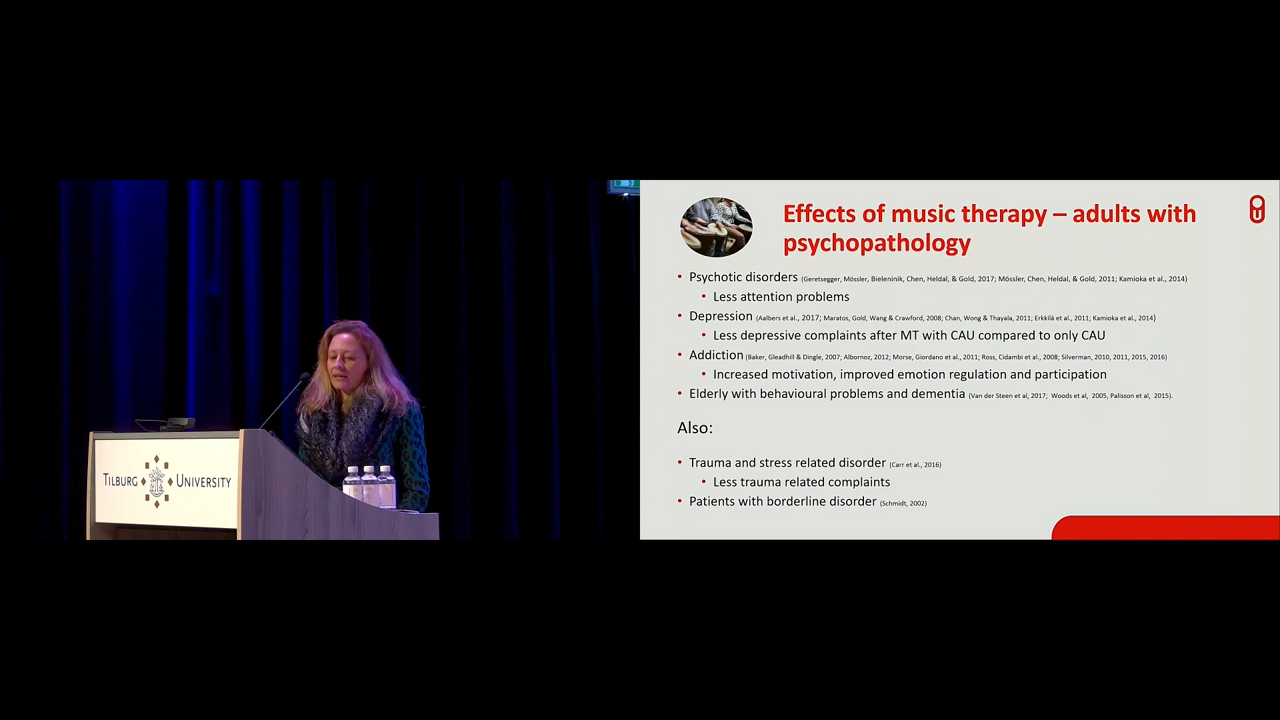 TILBURG UNIVERSITY
Effects of music therapy – adults with
psychopathology
• Psychotic disorders (Geretsegger, Mössler, Bieleninik, Chen, Heldal, & Gold, 2017; Mössler, Chen, Heldal, & Gold, 2011; Kamioka et al., 2014)
• Less attention problems
• Depression (Aalbers et al., 2017; Maratos, Gold, Wang & Crawford, 2008; Chan, Wong & Thayala, 2011; Erkkilä et al., 2011; Kamioka et al., 2014)
• Less depressive complaints after MT with CAU compared to only CAU
• Addiction (Baker, Gleadhill & Dingle, 2007; Albornoz, 2012; Morse, Giordano et al., 2011; Ross, Cidambi et al., 2008; Silverman, 2010, 2011, 2015, 2016)
• Increased motivation, improved emotion regulation and participation
• Elderly with behavioural problems and dementia (Van der Steen et al, 2017; Woods et al, 2005, Palisson et al, 2015).
Also:
• Trauma and stress related disorder (Carr et al., 2016)
• Less trauma related complaints
• Patients with borderline disorder (Schmidt, 2002)